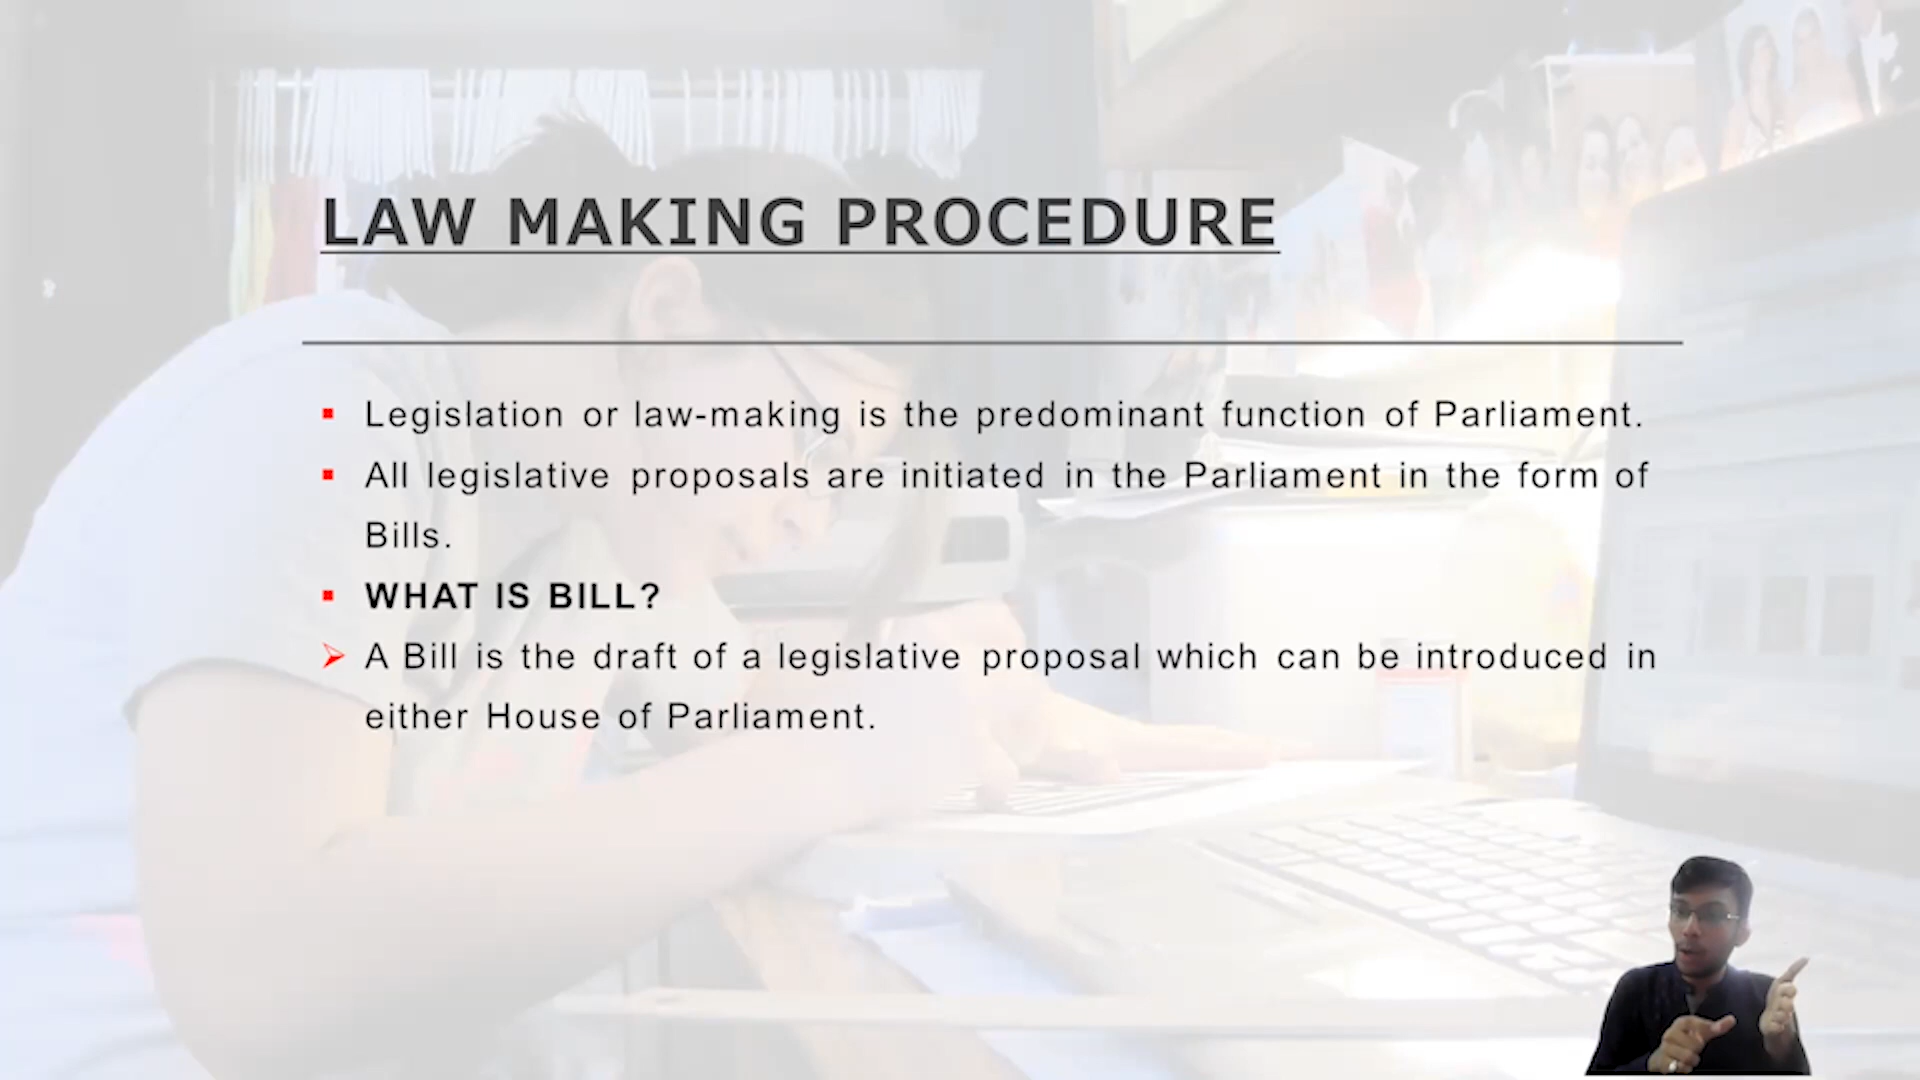 LAW MAKING PROCEDURE
Legislation or law-making is the predominant function of Parliament.
All legislative proposals are initiated in the Parliament in the form of
Bills.
WHAT IS BILL?
A Bill is the draft of a legislative proposal which can be introduced in
either House of Parliament.